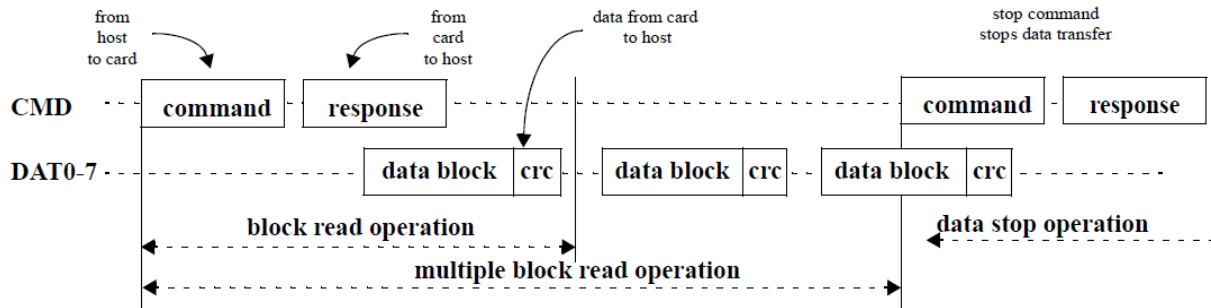 from
host
to card
from
card
to host
data from card
to host
stop command
stops data transfer
CMD
command
response
command
response
DAT0-7
data block
crc
data block
crc
data block
crc
block read operation
data stop operation
multiple block read operation